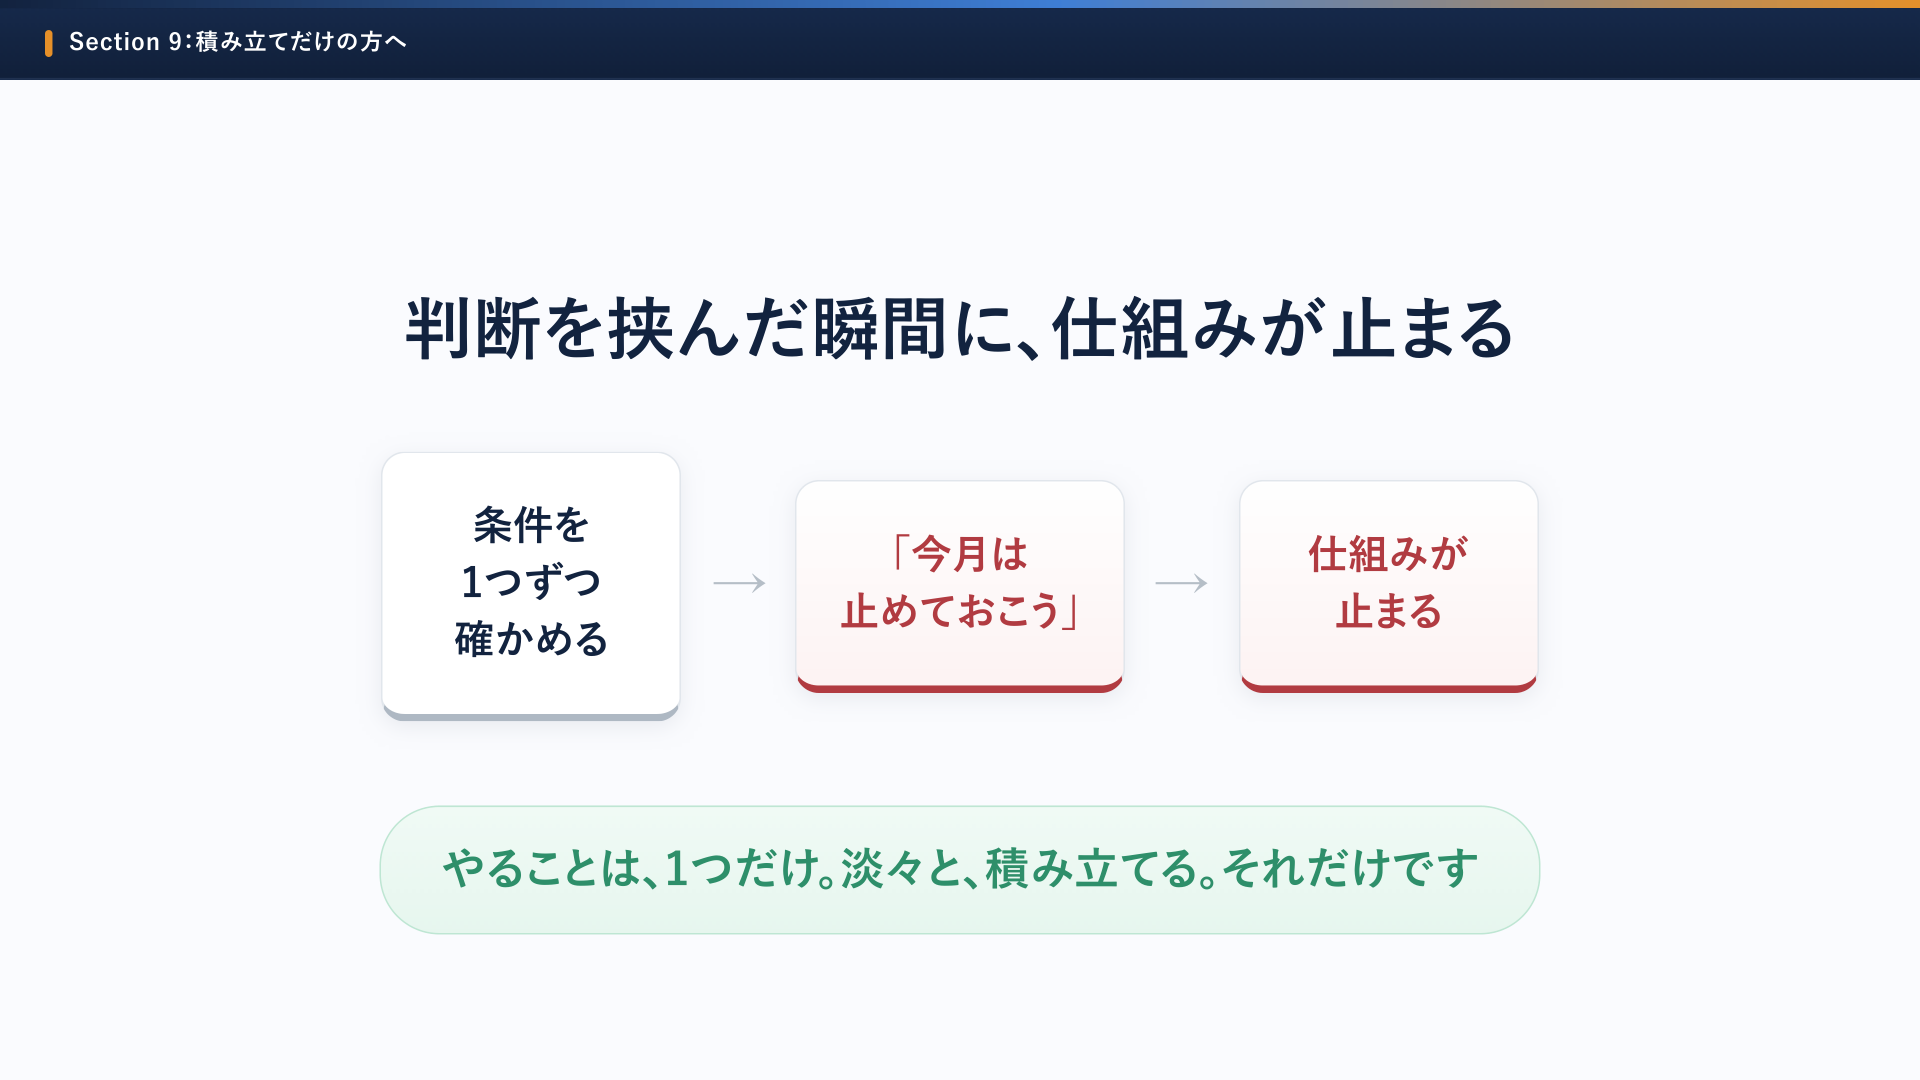 Section 9：積み立てだけの方へ
判断を挟んだ瞬間に、仕組みが止まる
条件を
1つずつ
確かめる
→
「今月は
止めておこう」
→
仕組みが
止まる
やることは、1つだけ。淡々と、積み立てる。それだけです